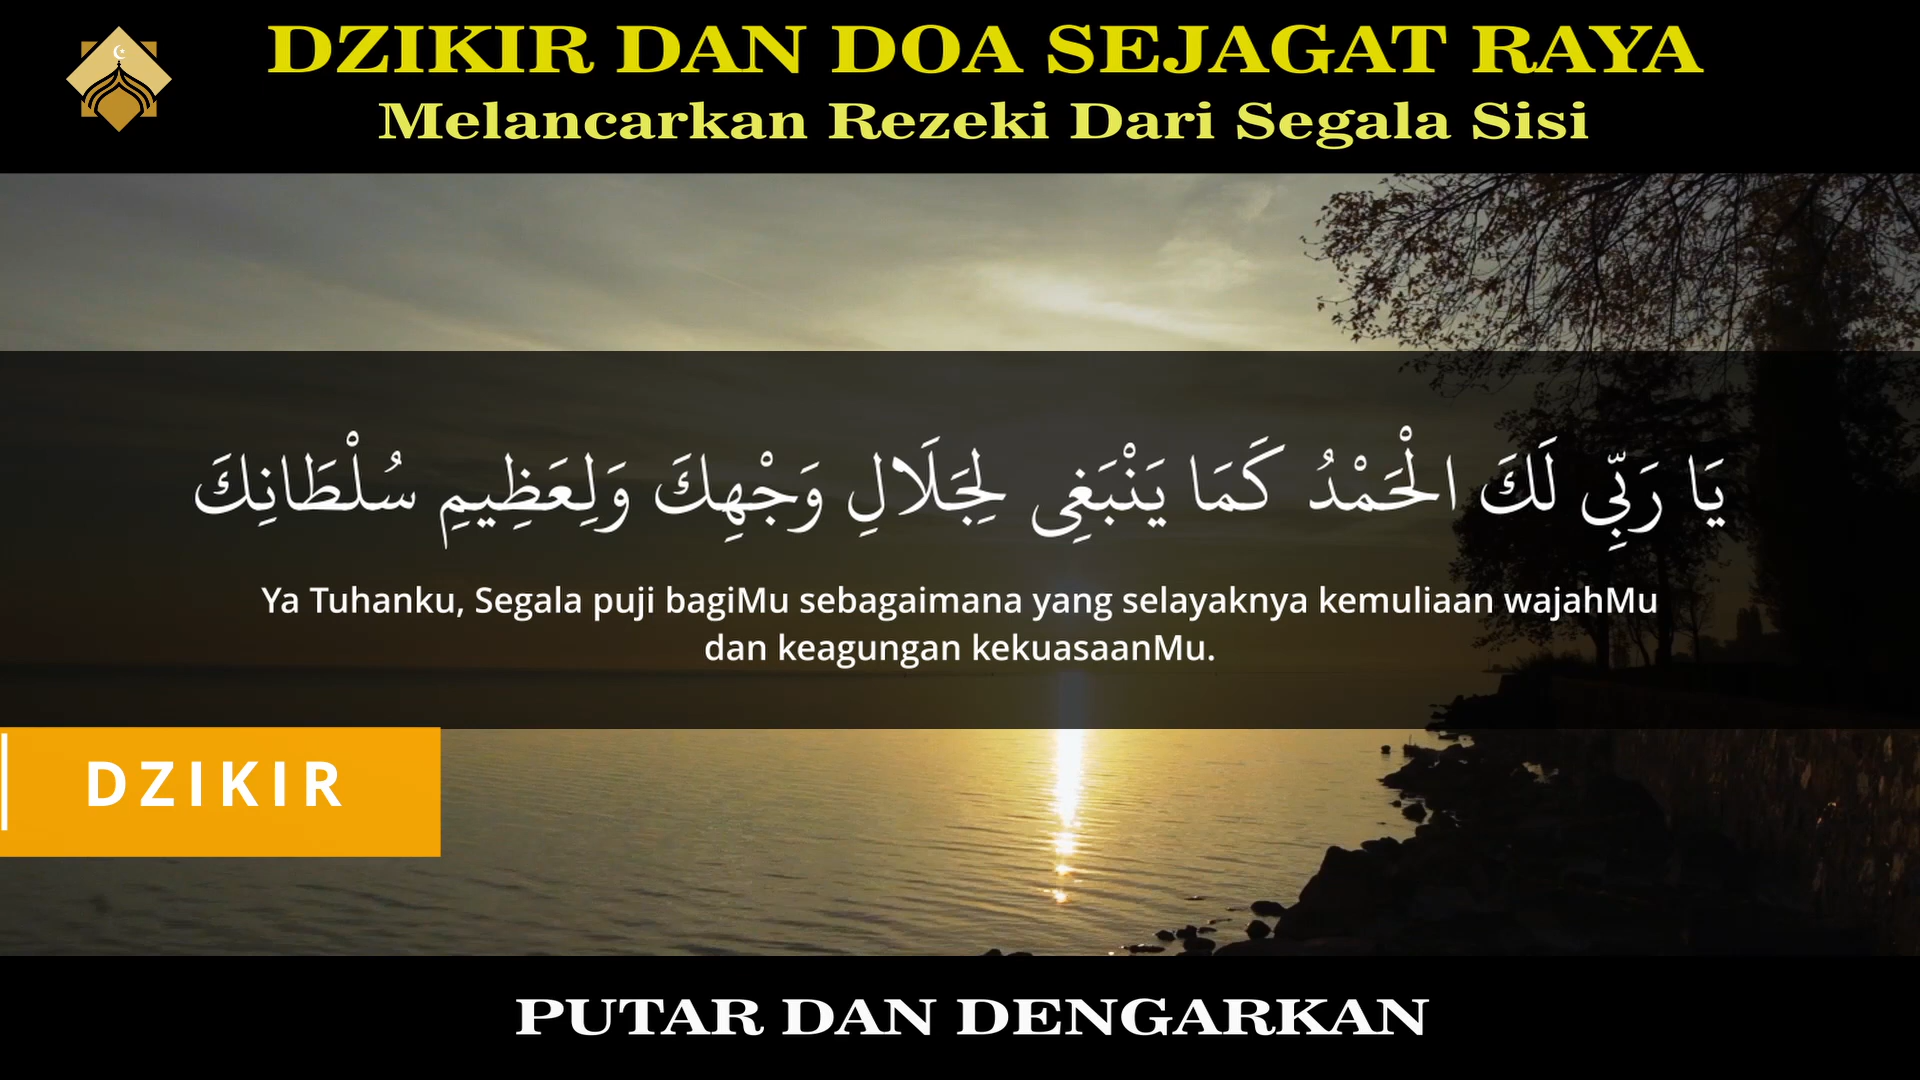 DZIKIR DAN DOA SEJAGAT RAYA
Melancarkan Rezeki Dari Segala Sisi
يَا رَبِّي لَكَ الْحَمْدُ كَمَا يَنْبَغِى لِجَلَالِ وَجْهِكَ وَلِعَظِيمِ سُلْطَانِكَ
Ya Tuhanku, Segala puji bagiMu sebagaimana yang selayaknya kemuliaan wajahMu
dan keagungan kekuasaanMu.
DZIKIR
PUTAR DAN DENGARKAN